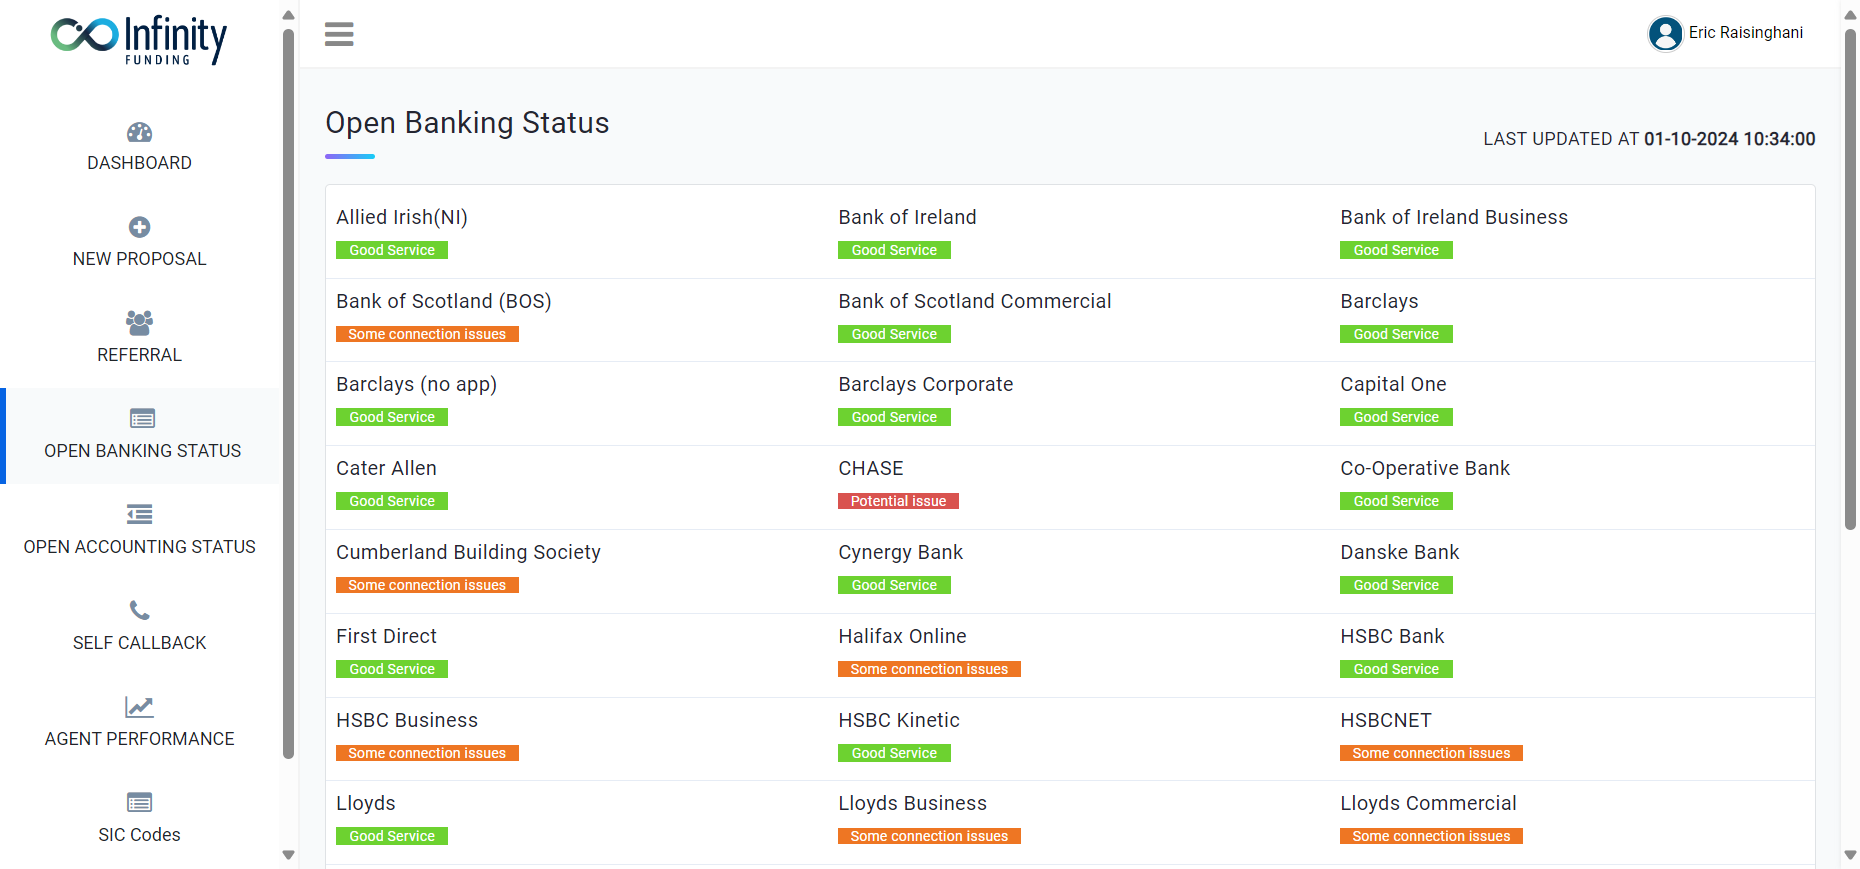 Infinity
FUNDING
DASHBOARD
NEW PROPOSAL
REFERRAL
OPEN BANKING STATUS
OPEN ACCOUNTING STATUS
SELF CALLBACK
AGENT PERFORMANCE
SIC Codes
Eric Raisinghani
Open Banking Status
LAST UPDATED AT 01-10-2024 10:34:00
Allied Irish(NI)
Good Service
Bank of Ireland
Good Service
Bank of Ireland Business
Good Service
Bank of Scotland (BOS)
Some connection issues
Bank of Scotland Commercial
Good Service
Barclays
Good Service
Barclays (no app)
Good Service
Barclays Corporate
Good Service
Capital One
Good Service
Cater Allen
Good Service
CHASE
Potential issue
Co-Operative Bank
Good Service
Cumberland Building Society
Some connection issues
Cynergy Bank
Good Service
Danske Bank
Good Service
First Direct
Good Service
Halifax Online
Some connection issues
HSBC Bank
Good Service
HSBC Business
Some connection issues
HSBC Kinetic
Good Service
HSBCNET
Some connection issues
Lloyds
Good Service
Lloyds Business
Some connection issues
Lloyds Commercial
Some connection issues